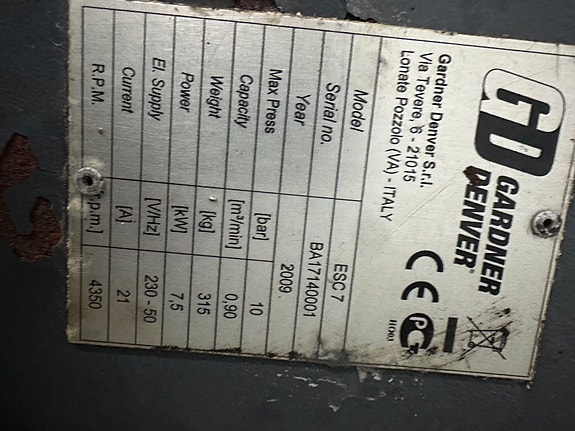 GD GARDNER
DENVER®
Gardner Denver S.r.l.
Via Tevere, 6 - 21015
Lonate Pozzolo (VA) - ITALY
CE
Model ESC 7
Serial no. BA17140001
Year 2009
Max Press [bar] 10
Capacity [m³/min] 0,90
Weight [kg] 315
Power [kW] 7,5
El. Supply [V/Hz] 230 - 50
Current [A] 21
R.P.M. [r.p.m.] 4350